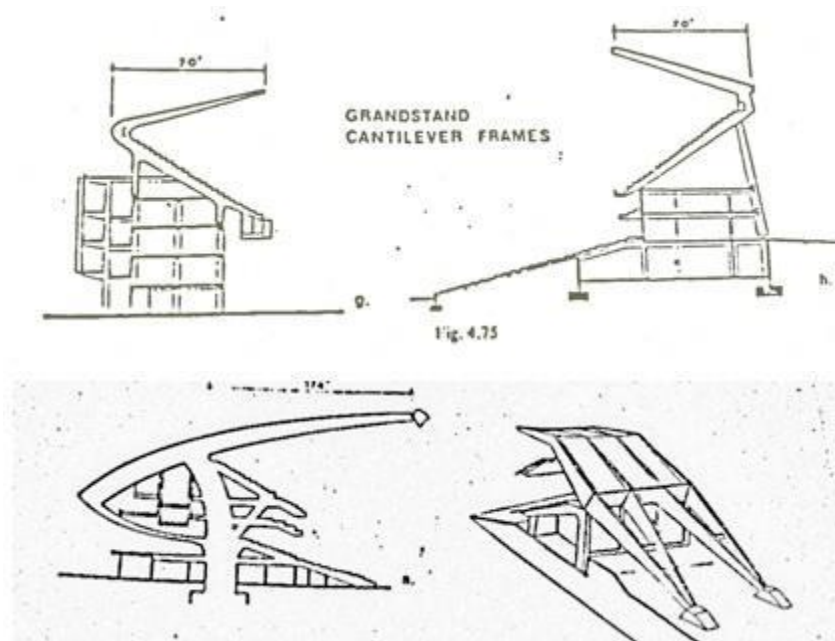 70'
70'
GRANDSTAND
CANTILEVER FRAMES
g.
h.
Fig. 4.75
a.